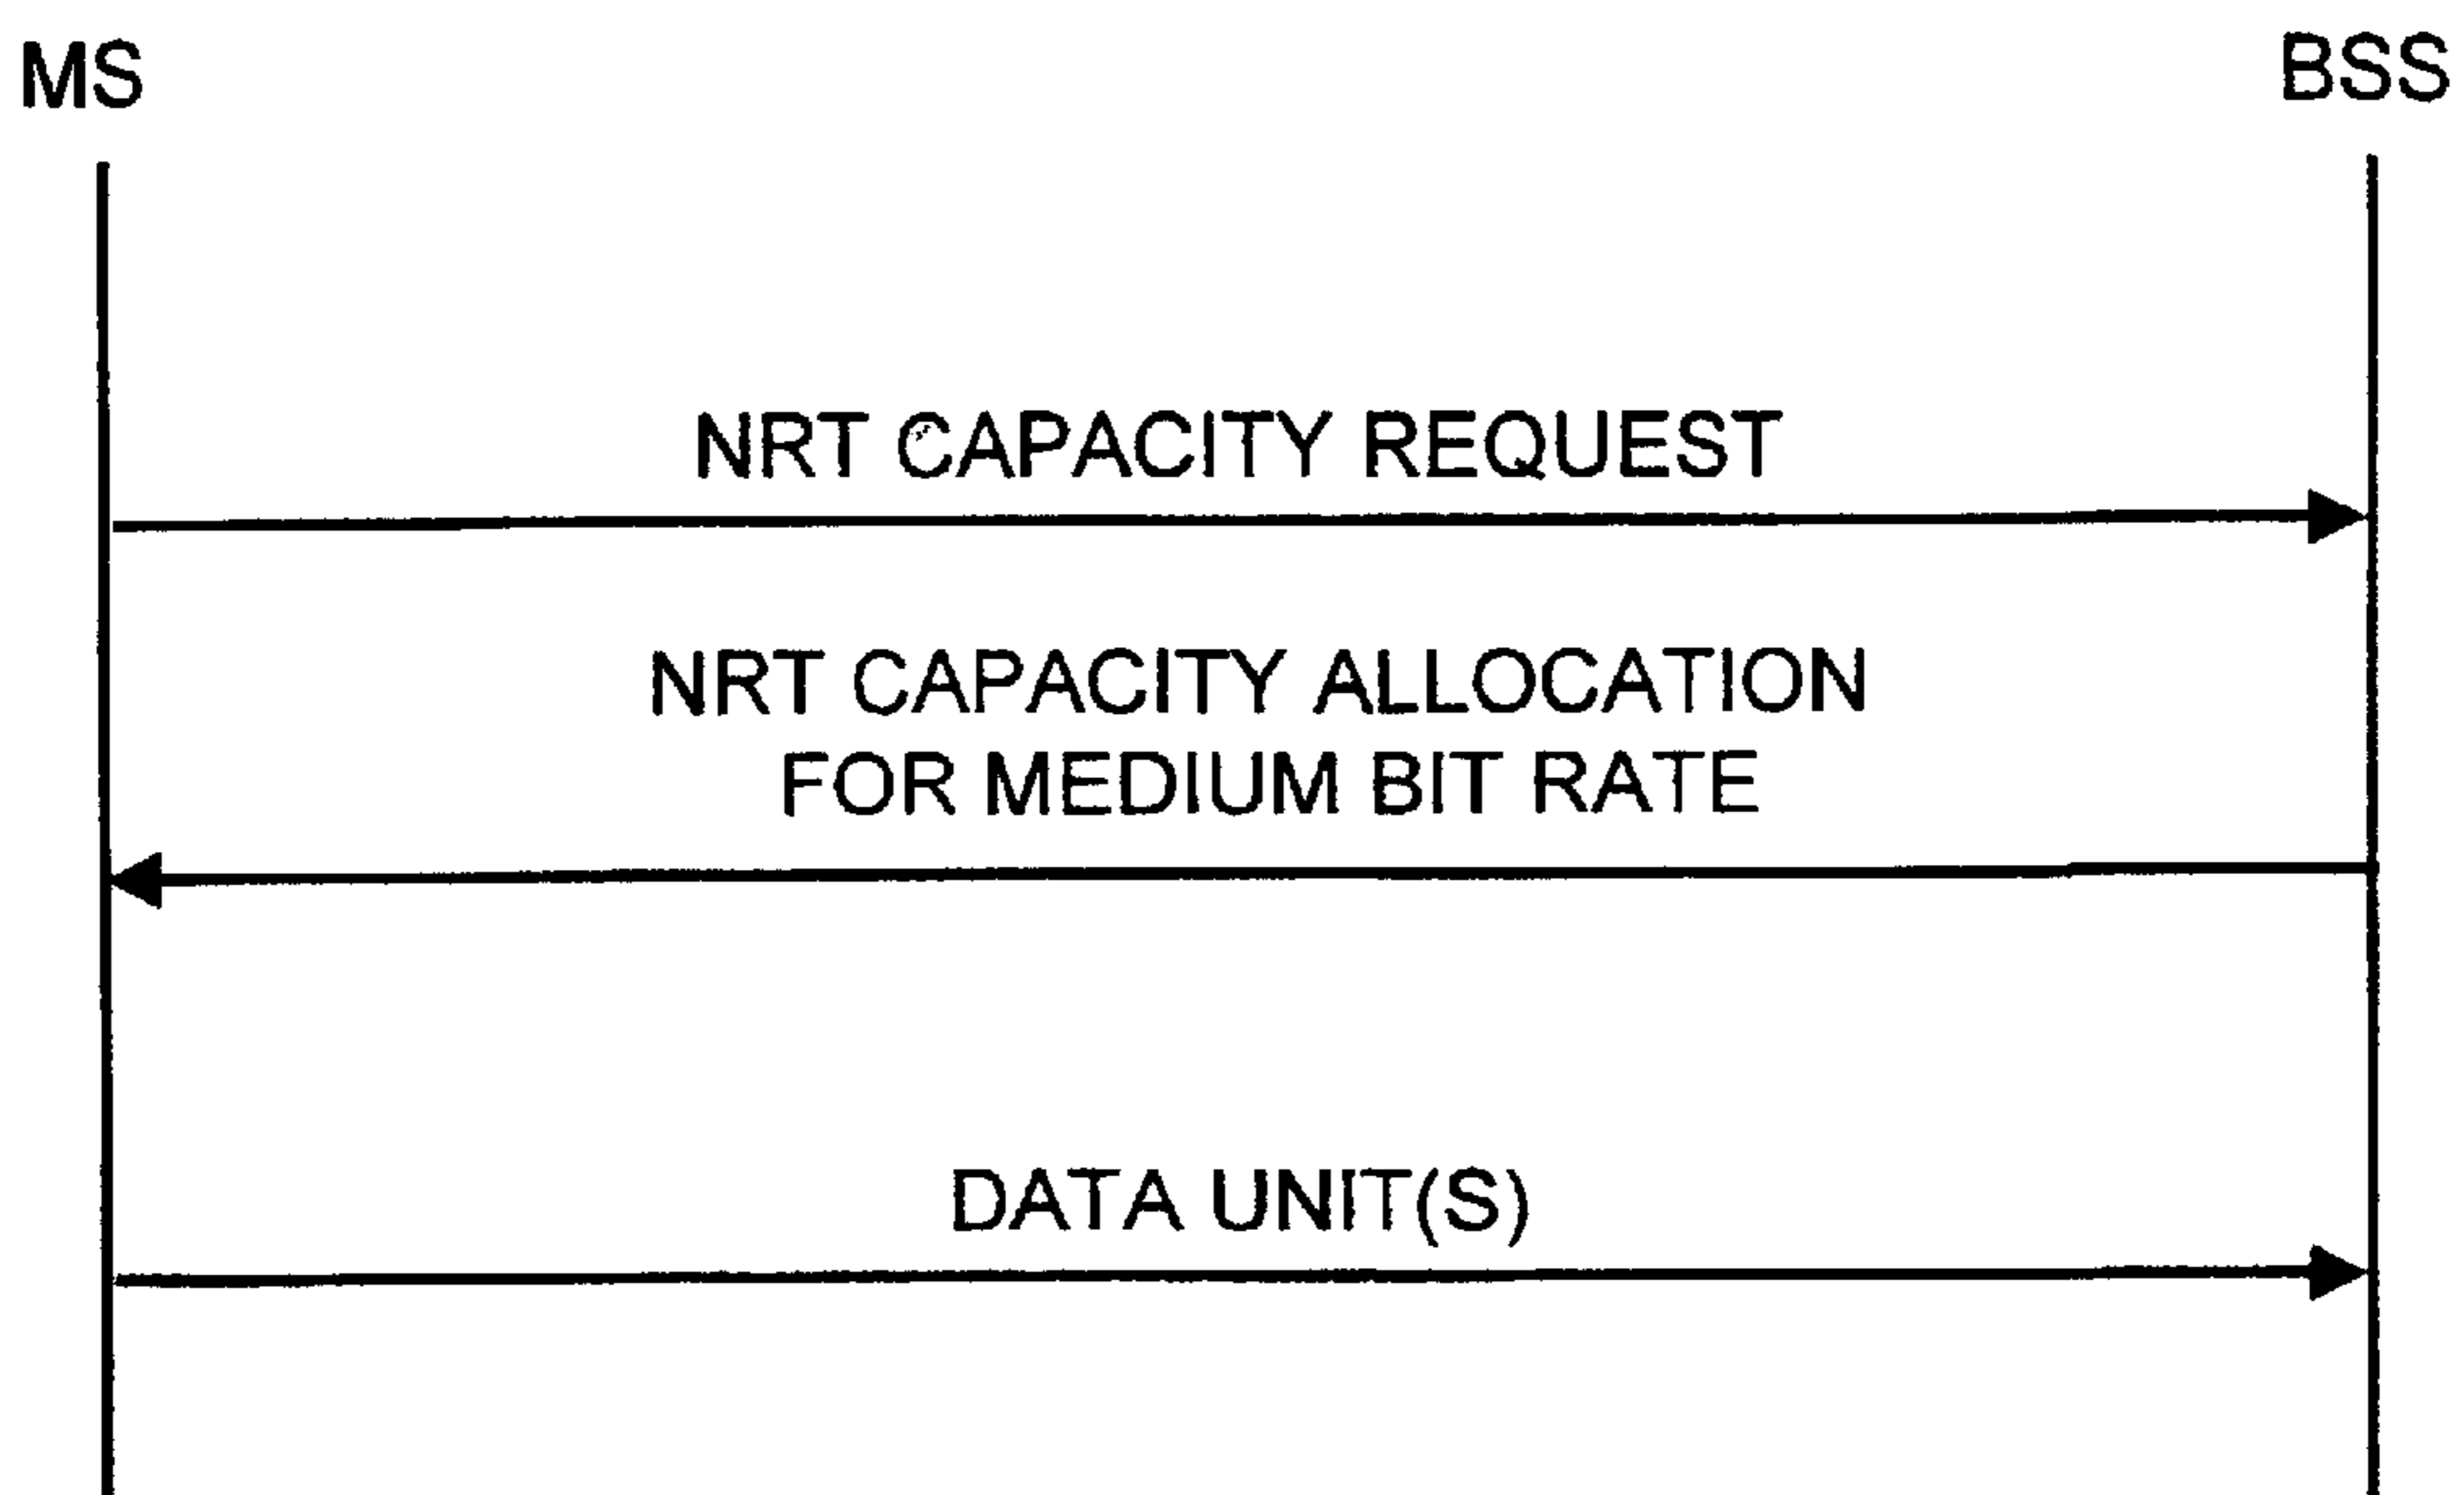 MS
BSS
NRT CAPACITY REQUEST
NRT CAPACITY ALLOCATION
FOR MEDIUM BIT RATE
DATA UNIT(S)